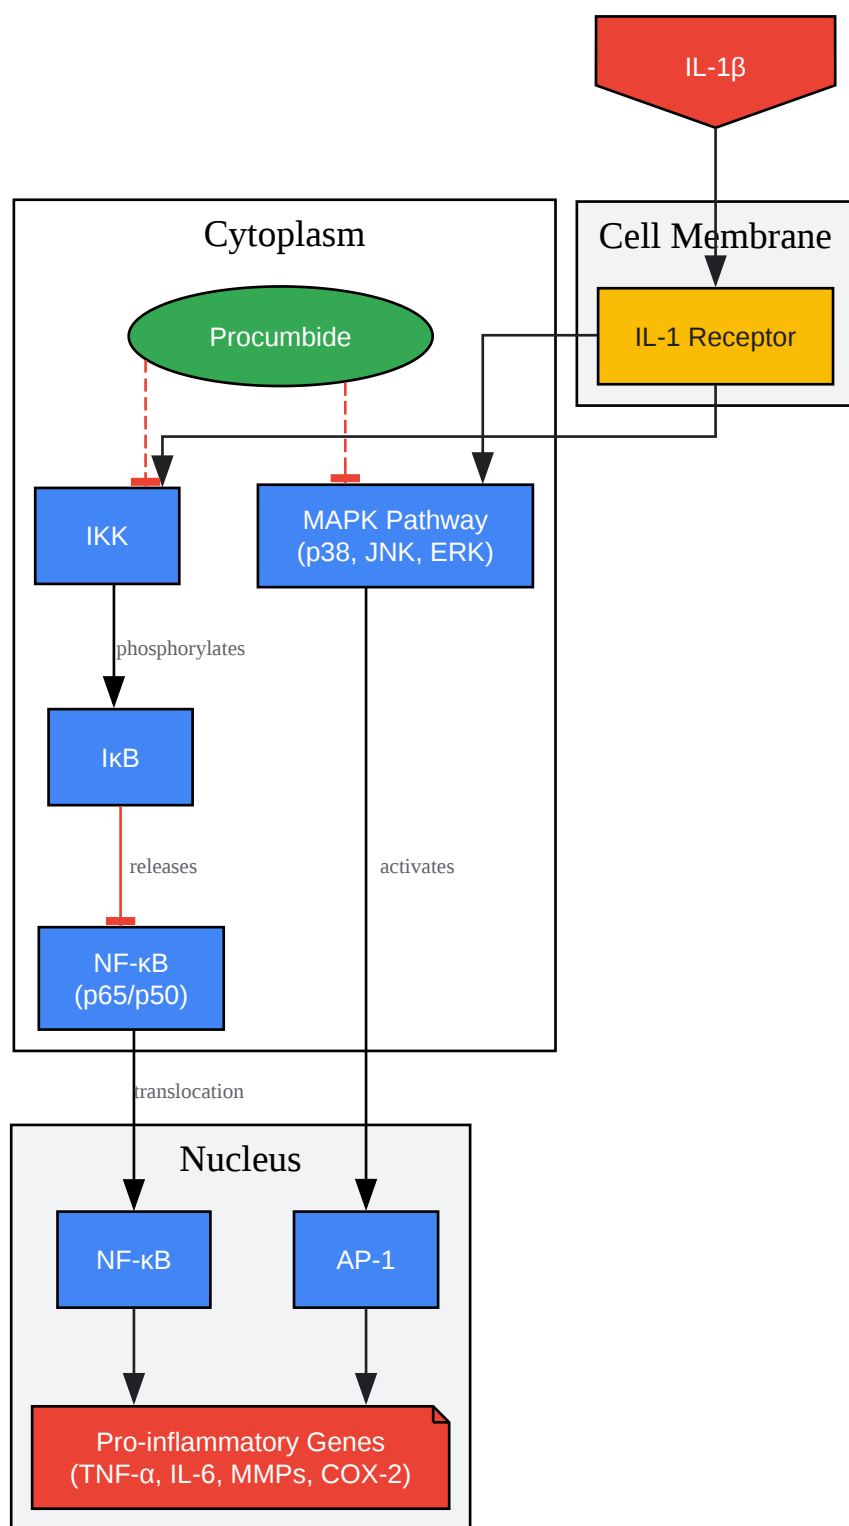 IL-1β
Cytoplasm
Cell Membrane
Procumbide
IL-1 Receptor
IKK
MAPK Pathway
(p38, JNK, ERK)
phosphorylates
IκB
releases
activates
NF-κB
(p65/p50)
translocation
Nucleus
NF-κB
AP-1
Pro-inflammatory Genes
(TNF-α, IL-6, MMPs, COX-2)